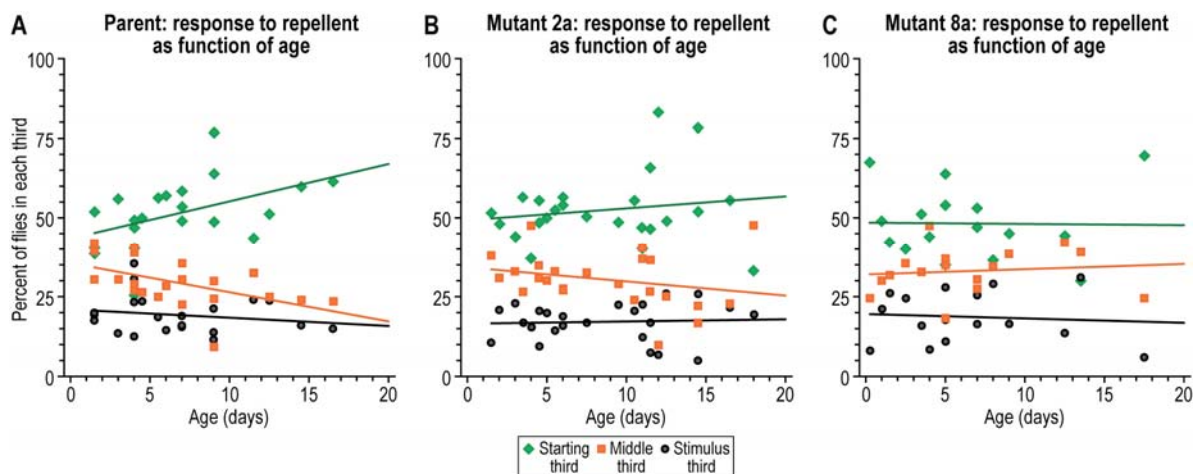 A
Parent: response to repellent
as function of age
B
Mutant 2a: response to repellent
as function of age
C
Mutant 8a: response to repellent
as function of age
Percent of flies in each third
100
75
50
25
0
0 5 10 15 20
Age (days)
100
75
50
25
0
0 5 10 15 20
Age (days)
100
75
50
25
0
0 5 10 15 20
Age (days)
Starting
third
Middle
third
Stimulus
third